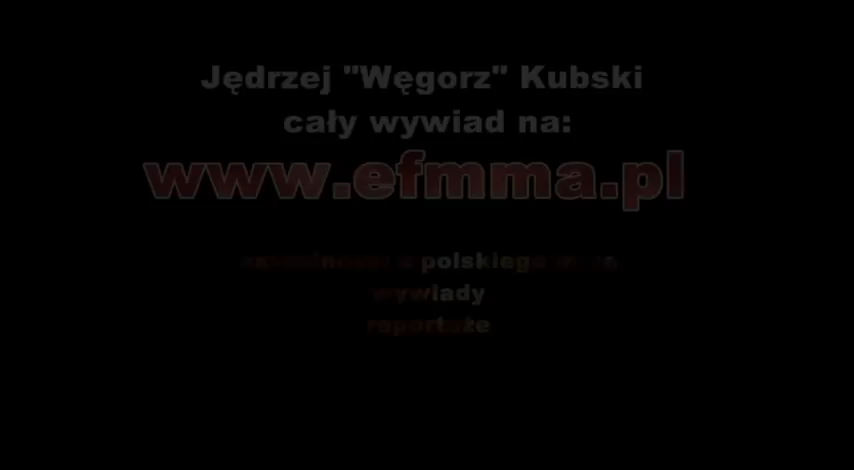 Jędrzej "Węgorz" Kubski
cały wywiad na:
www.efmma.pl
polskiego
wywiady
reportaże